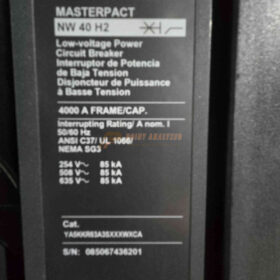 MASTERPACT
NW 40 H2
Low-voltage Power
Circuit Breaker
Interruptor de Potencia
de Baja Tension
Disjoncteur de Puissance
à Basse Tension
4000 A FRAME/CAP.
Interrupting Rating/ A nom. I
50/60 Hz
ANSI C37/ UL 1066/
NEMA SG3
254 V~ 85 kA
508 V~ 85 kA
635 V~ 85 kA
Cat.
S/N: 085067436201